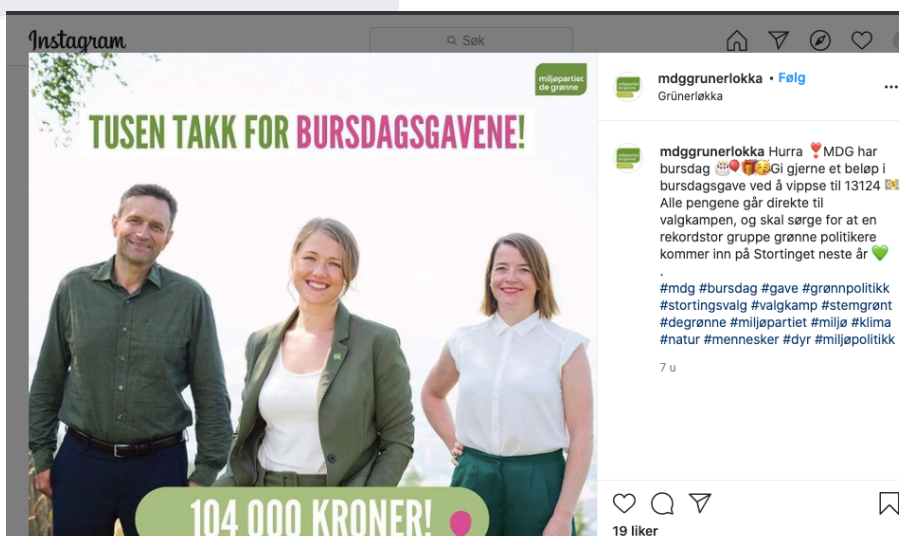 Instagram
Søk
miljøpartiet
de grønne
TUSEN TAKK FOR BURSDAGSGAVENE!
104 000 KRONER!
mdggrunerlokka • Følg
Grünerløkka
mdggrunerlokka Hurra ❣️MDG har
bursdag 🎂🎈🎁🥳Gi gjerne et beløp i
bursdagsgave ved å vippse til 13124 💵
Alle pengene går direkte til
valgkampen, og skal sørge for at en
rekordstor gruppe grønne politikere
kommer inn på Stortinget neste år 💚
.
#mdg #bursdag #gave #grønnpolitikk
#stortingsvalg #valgkamp #stemgrønt
#degrønne #miljøpartiet #miljø #klima
#natur #mennesker #dyr #miljøpolitikk
7 u
19 liker